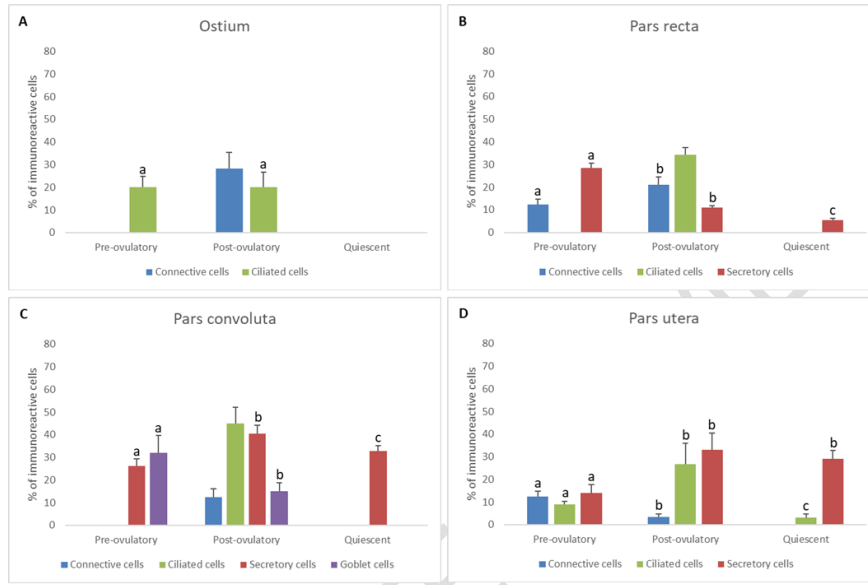 A
Ostium
% of immunoreactive cells
80
70
60
50
40
30
20
10
0
a
a
Pre-ovulatory Post-ovulatory Quiescent
Connective cells Ciliated cells
B
Pars recta
% of immunoreactive cells
80
70
60
50
40
30
20
10
0
a
a
b
b
c
Pre-ovulatory Post-ovulatory Quiescent
Connective cells Ciliated cells Secretory cells
C
Pars convoluta
% of immunoreactive cells
80
70
60
50
40
30
20
10
0
a
a
b
b
c
Pre-ovulatory Post-ovulatory Quiescent
Connective cells Ciliated cells Secretory cells Goblet cells
D
Pars utera
% of immunoreactive cells
80
70
60
50
40
30
20
10
0
a
a
a
b
b
b
c
b
Pre-ovulatory Post-ovulatory Quiescent
Connective cells Ciliated cells Secretory cells